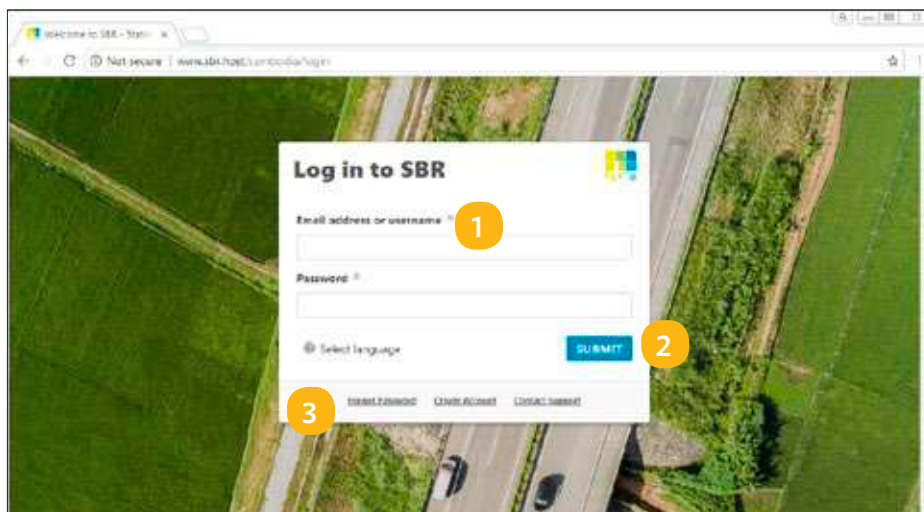 Welcome to SBR - Stati
Not secure www.sbr.host/cambodia/login
Log in to SBR
Email address or username * 1
Password *
Select language SUBMIT 2
3 Forgot Password Create Account Contact Support